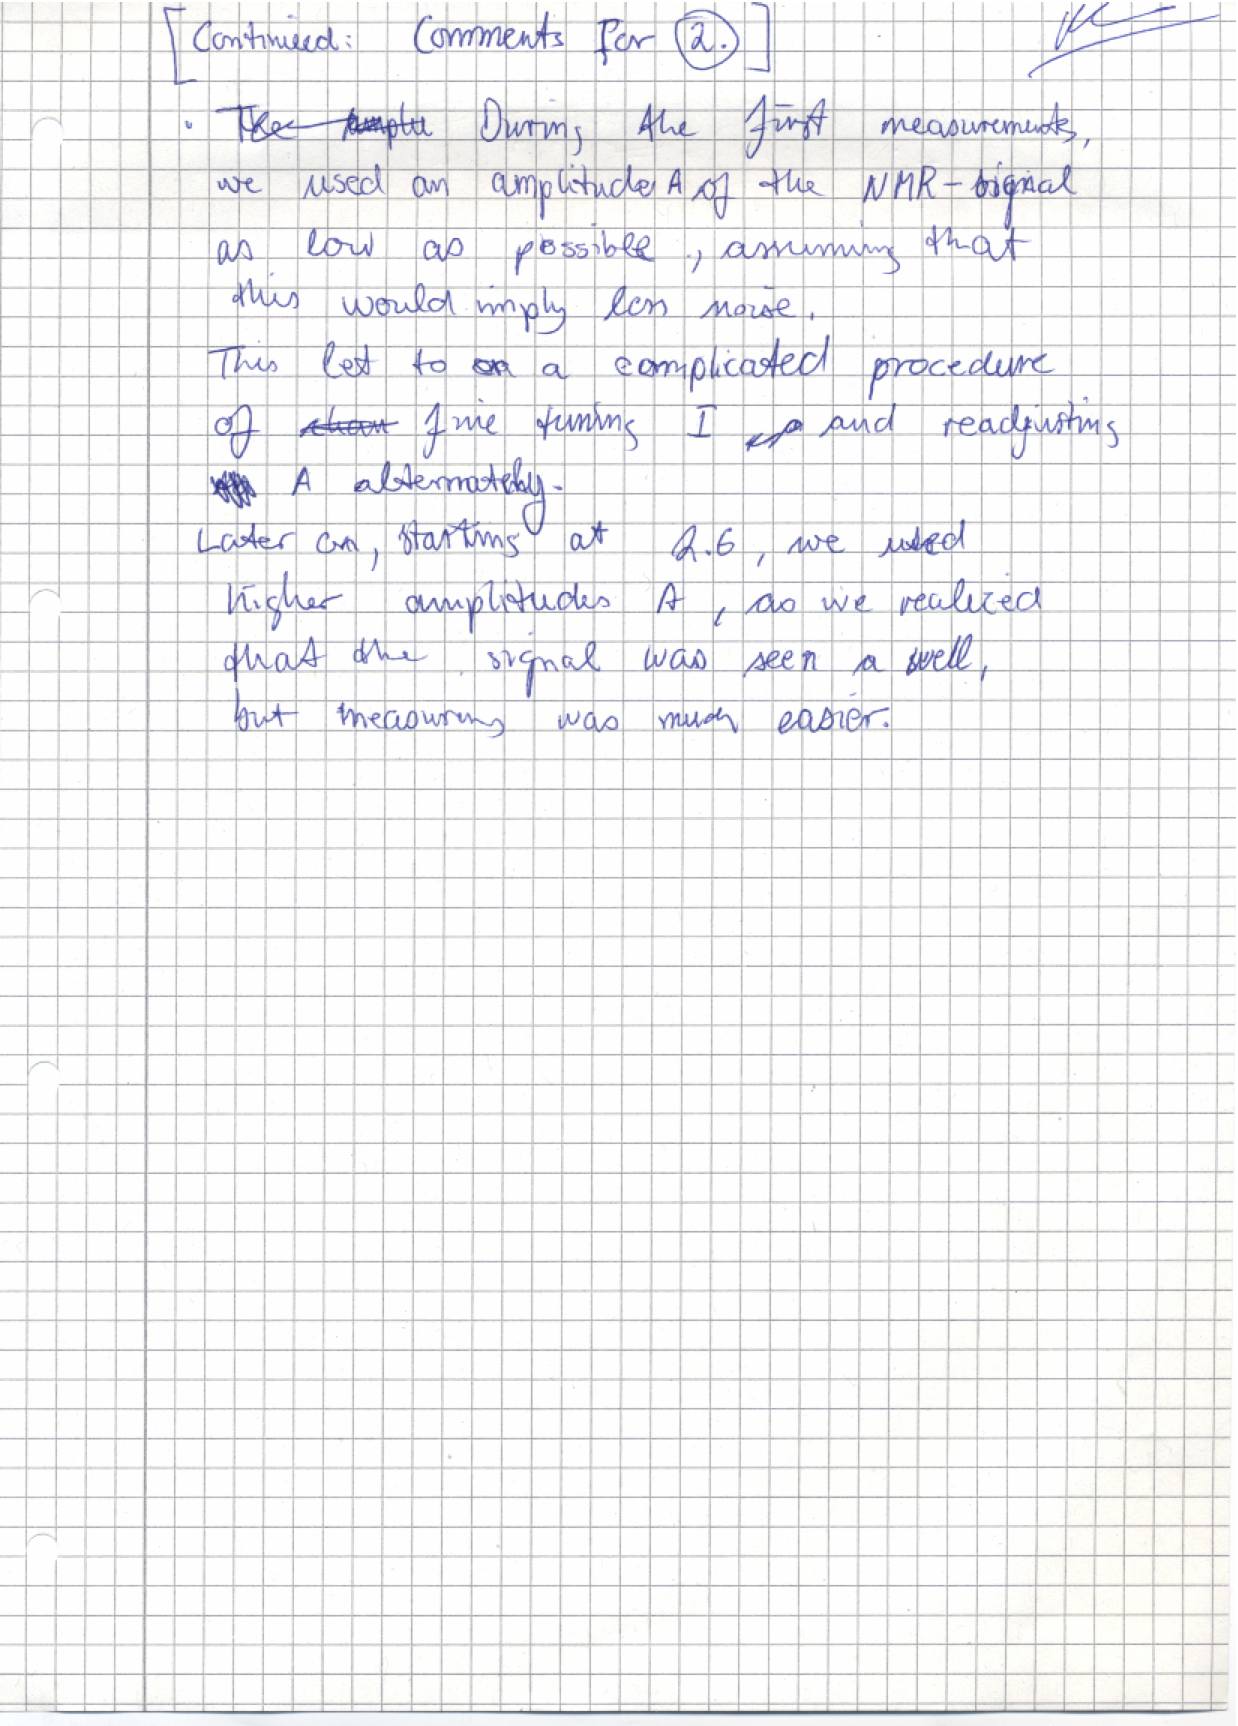 [Continued: Comments for 2.]
· The amplitu During the first measurements,
we used an amplitude A of the NMR-signal
as low as possible, assuming that
this would imply less noise.
This let to a complicated procedure
of fine tuning I and readjusting
A alternately.
Later on, starting at 2.6, we used
higher amplitudes A, as we realized
that the signal was seen a well,
but measuring was much easier.